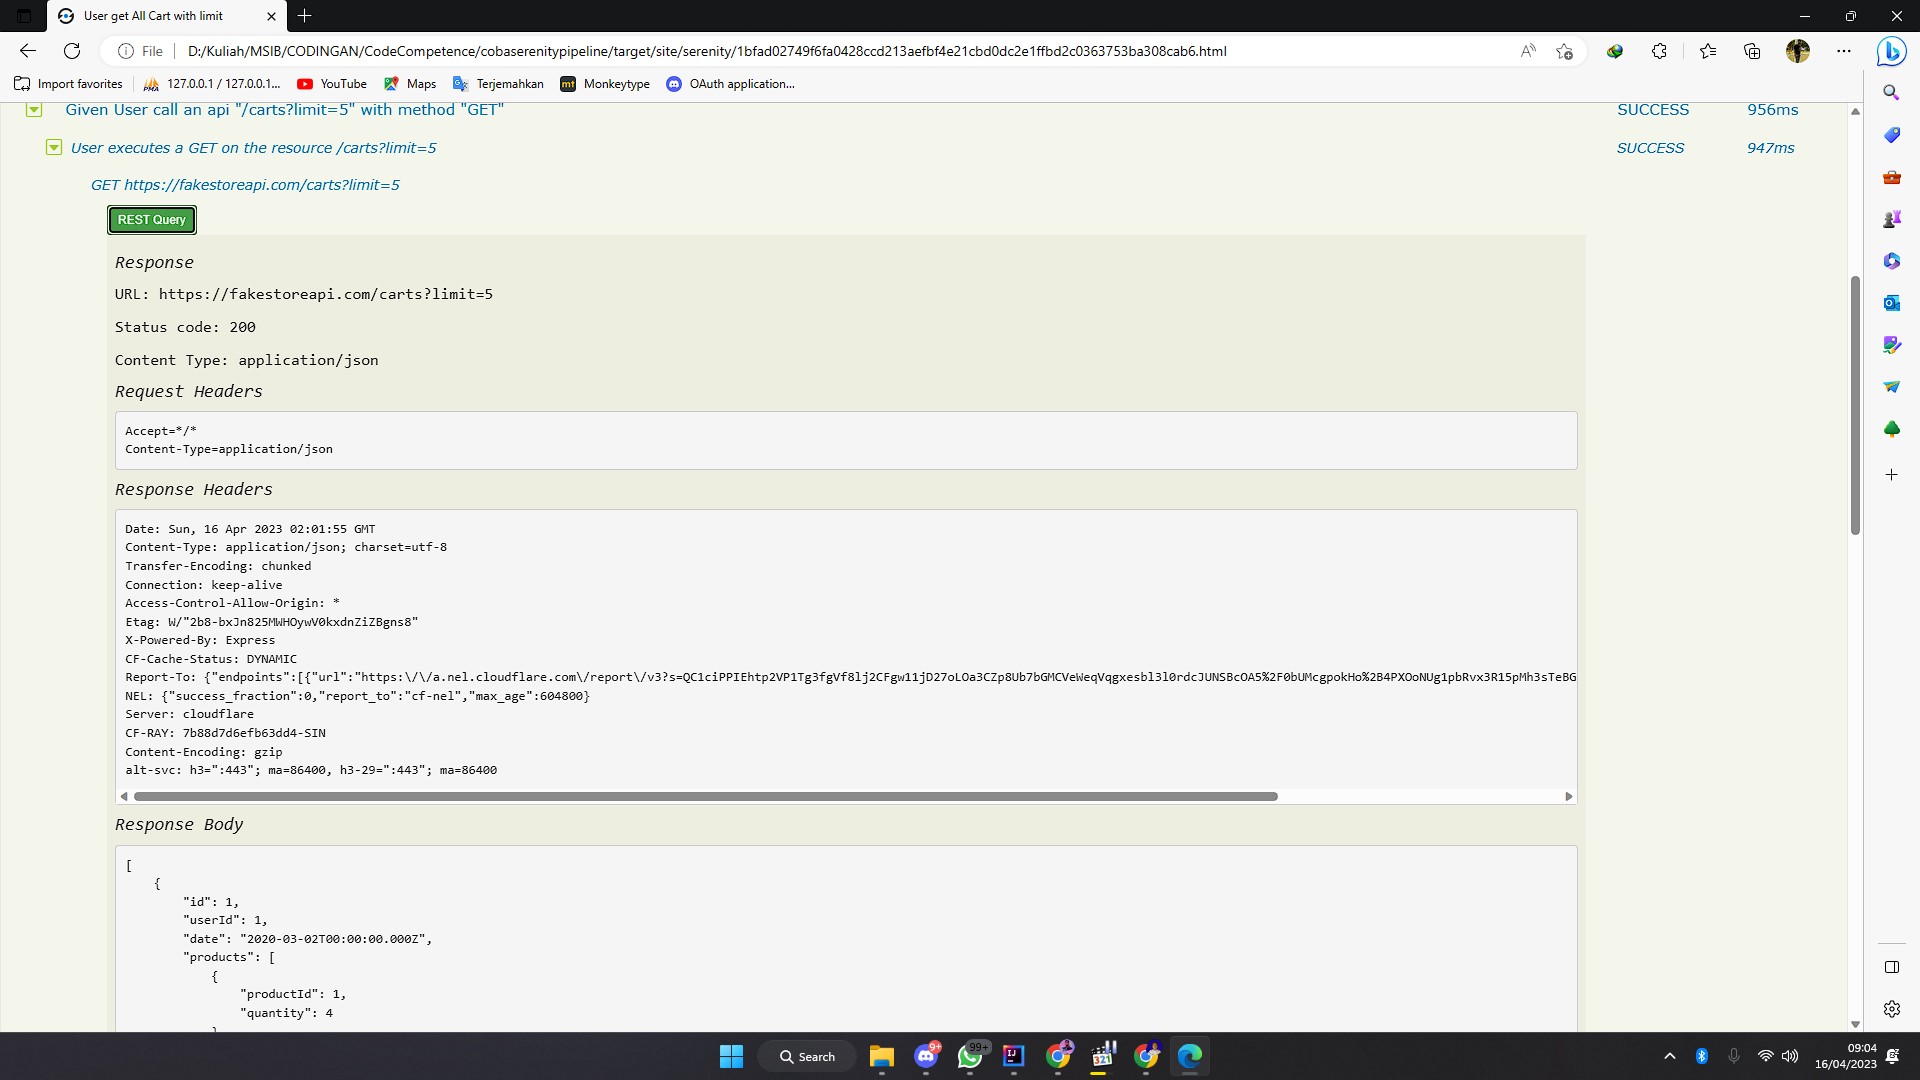 User get All Cart with limit
File
D:/Kuliah/MSIB/CODINGAN/CodeCompetence/cobaserenitypipeline/target/site/serenity/1bfad02749f6fa0428ccd213aefbf4e21cbd0dc2e1ffbd2c0363753ba308cab6.html
Import favorites
127.0.0.1 / 127.0.0.1...
YouTube
Maps
Terjemahkan
mt Monkeytype
OAuth application...
Given User call an api "/carts?limit=5" with method "GET" SUCCESS 956ms
User executes a GET on the resource /carts?limit=5 SUCCESS 947ms
GET https://fakestoreapi.com/carts?limit=5
REST Query
Response
URL: https://fakestoreapi.com/carts?limit=5
Status code: 200
Content Type: application/json
Request Headers
Accept=*/*
Content-Type=application/json
Response Headers
Date: Sun, 16 Apr 2023 02:01:55 GMT
Content-Type: application/json; charset=utf-8
Transfer-Encoding: chunked
Connection: keep-alive
Access-Control-Allow-Origin: *
Etag: W/"2b8-bxJn825MWHOywV0kxdnZiZBgns8"
X-Powered-By: Express
CF-Cache-Status: DYNAMIC
Report-To: {"endpoints":[{"url":"https:\/\/a.nel.cloudflare.com\/report\/v3?s=QC1ciPPIEhtp2VP1Tg3fgVf8lj2CFgw11jD27oLOa3CZp8Ub7bGMCVeWeqVqgxesbl3l0rdcJUNSBcOA5%2F0bUMcgpokHo%2B4PXOoNUg1pbRvx3R15pMh3sTeBG
NEL: {"success_fraction":0,"report_to":"cf-nel","max_age":604800}
Server: cloudflare
CF-RAY: 7b88d7d6efb63dd4-SIN
Content-Encoding: gzip
alt-svc: h3=":443"; ma=86400, h3-29=":443"; ma=86400
Response Body
[
{
"id": 1,
"userId": 1,
"date": "2020-03-02T00:00:00.000Z",
"products": [
{
"productId": 1,
"quantity": 4
}
Search
9+
99+
321
09:04
16/04/2023